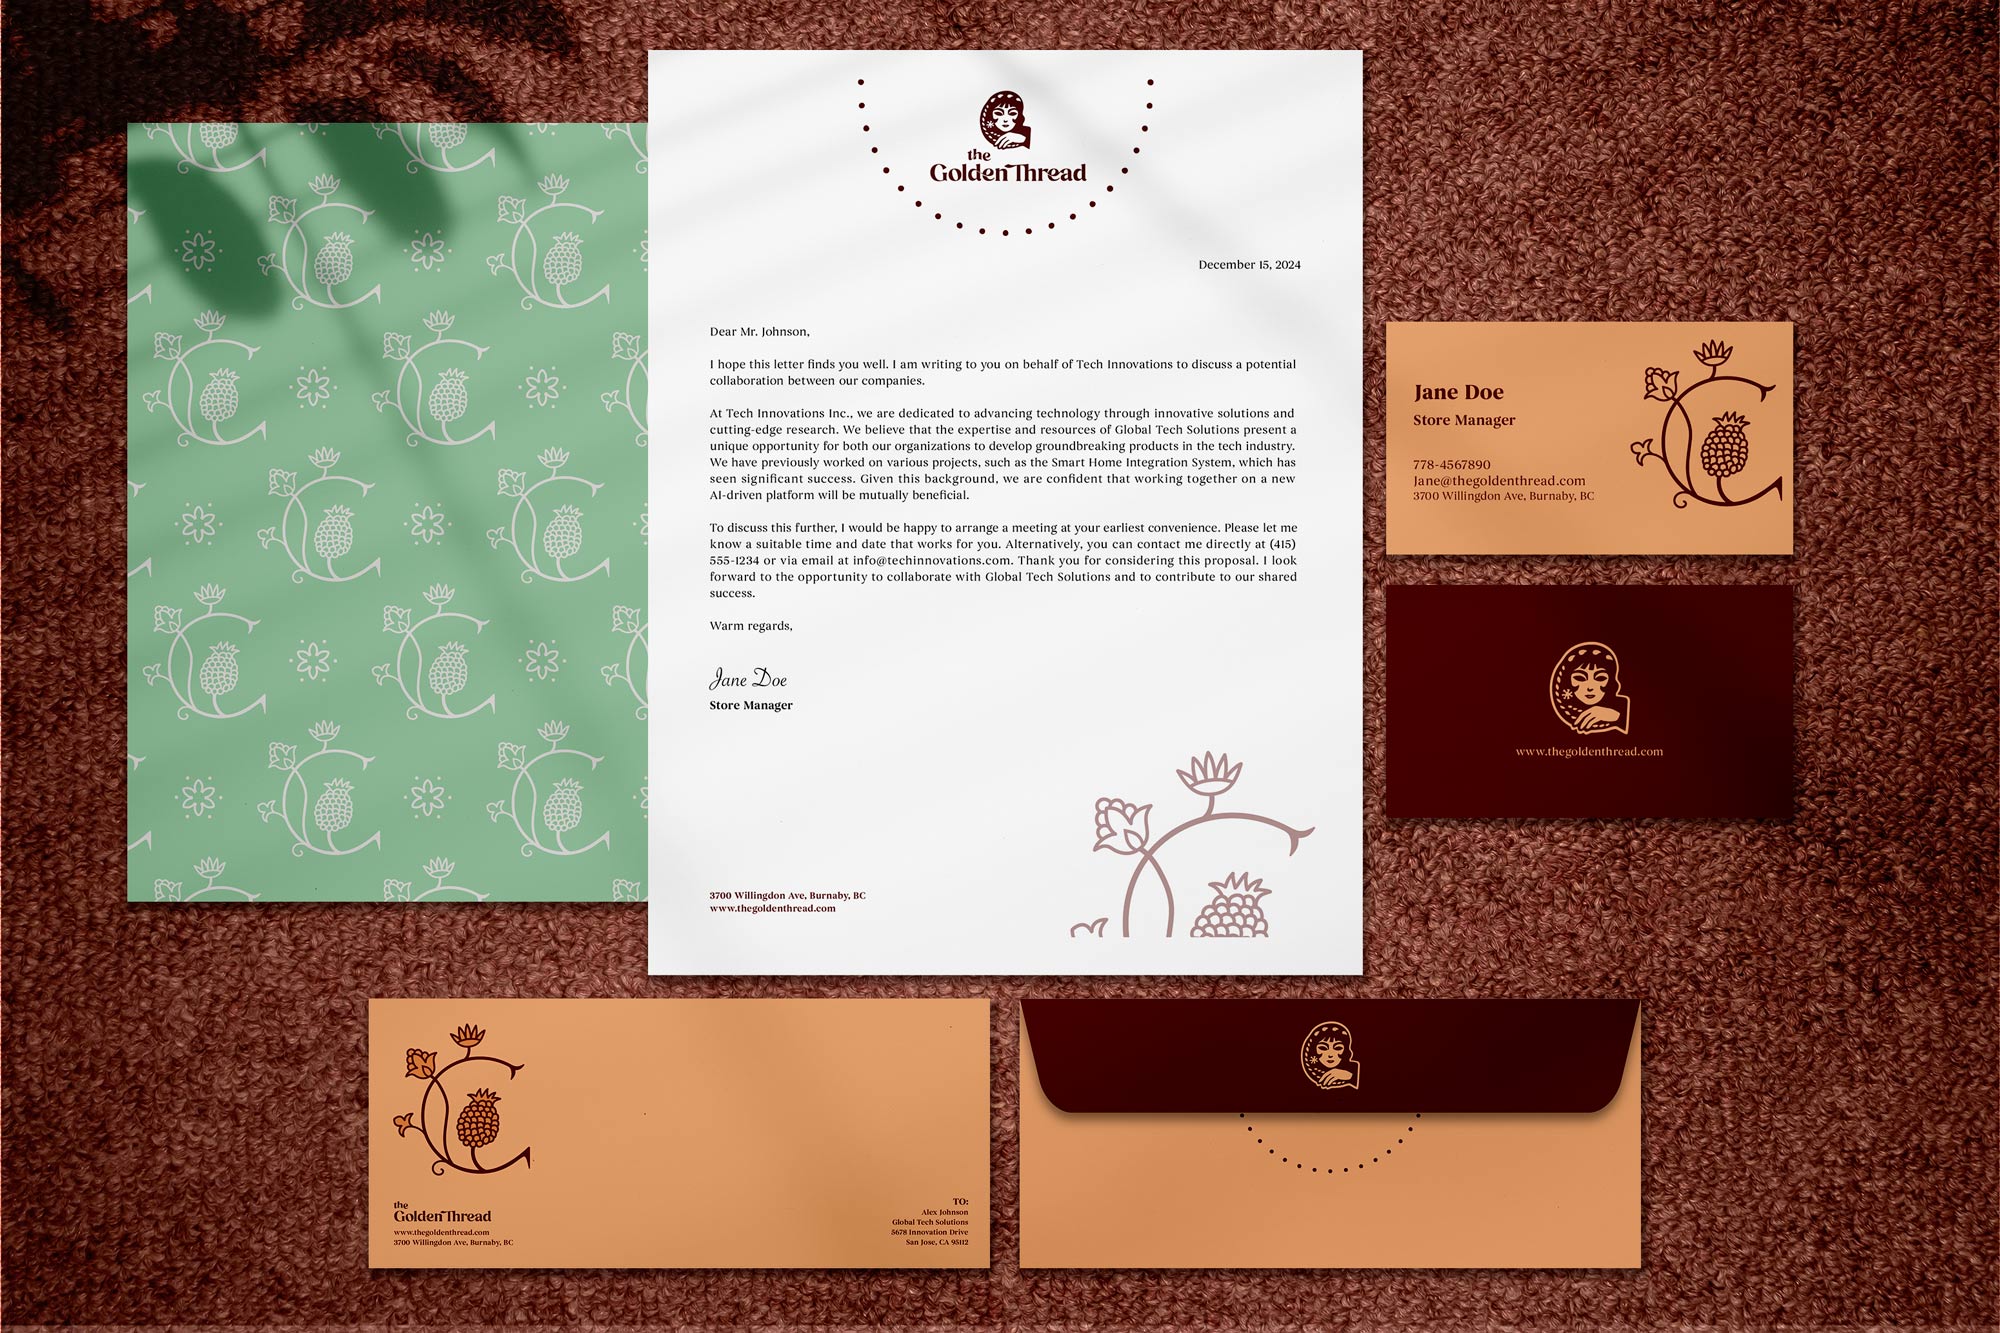 the
Golden Thread
December 15, 2024
Dear Mr. Johnson,
I hope this letter finds you well. I am writing to you on behalf of Tech Innovations to discuss a potential
collaboration between our companies.
At Tech Innovations Inc., we are dedicated to advancing technology through innovative solutions and
cutting-edge research. We believe that the expertise and resources of Global Tech Solutions present a
unique opportunity for both our organizations to develop groundbreaking products in the tech industry.
We have previously worked on various projects, such as the Smart Home Integration System, which has
seen significant success. Given this background, we are confident that working together on a new
AI-driven platform will be mutually beneficial.
To discuss this further, I would be happy to arrange a meeting at your earliest convenience. Please let me
know a suitable time and date that works for you. Alternatively, you can contact me directly at (415)
555-1234 or via email at info@techinnovations.com. Thank you for considering this proposal. I look
forward to the opportunity to collaborate with Global Tech Solutions and to contribute to our shared
success.
Warm regards,
Jane Doe
Store Manager
3700 Willingdon Ave, Burnaby, BC
www.thegoldenthread.com
Jane Doe
Store Manager
778-4567890
Jane@thegoldenthread.com
3700 Willingdon Ave, Burnaby, BC
www.thegoldenthread.com
the
Golden Thread
www.thegoldenthread.com
3700 Willingdon Ave, Burnaby, BC
TO:
Alex Johnson
Global Tech Solutions
5678 Innovation Drive
San Jose, CA 95112